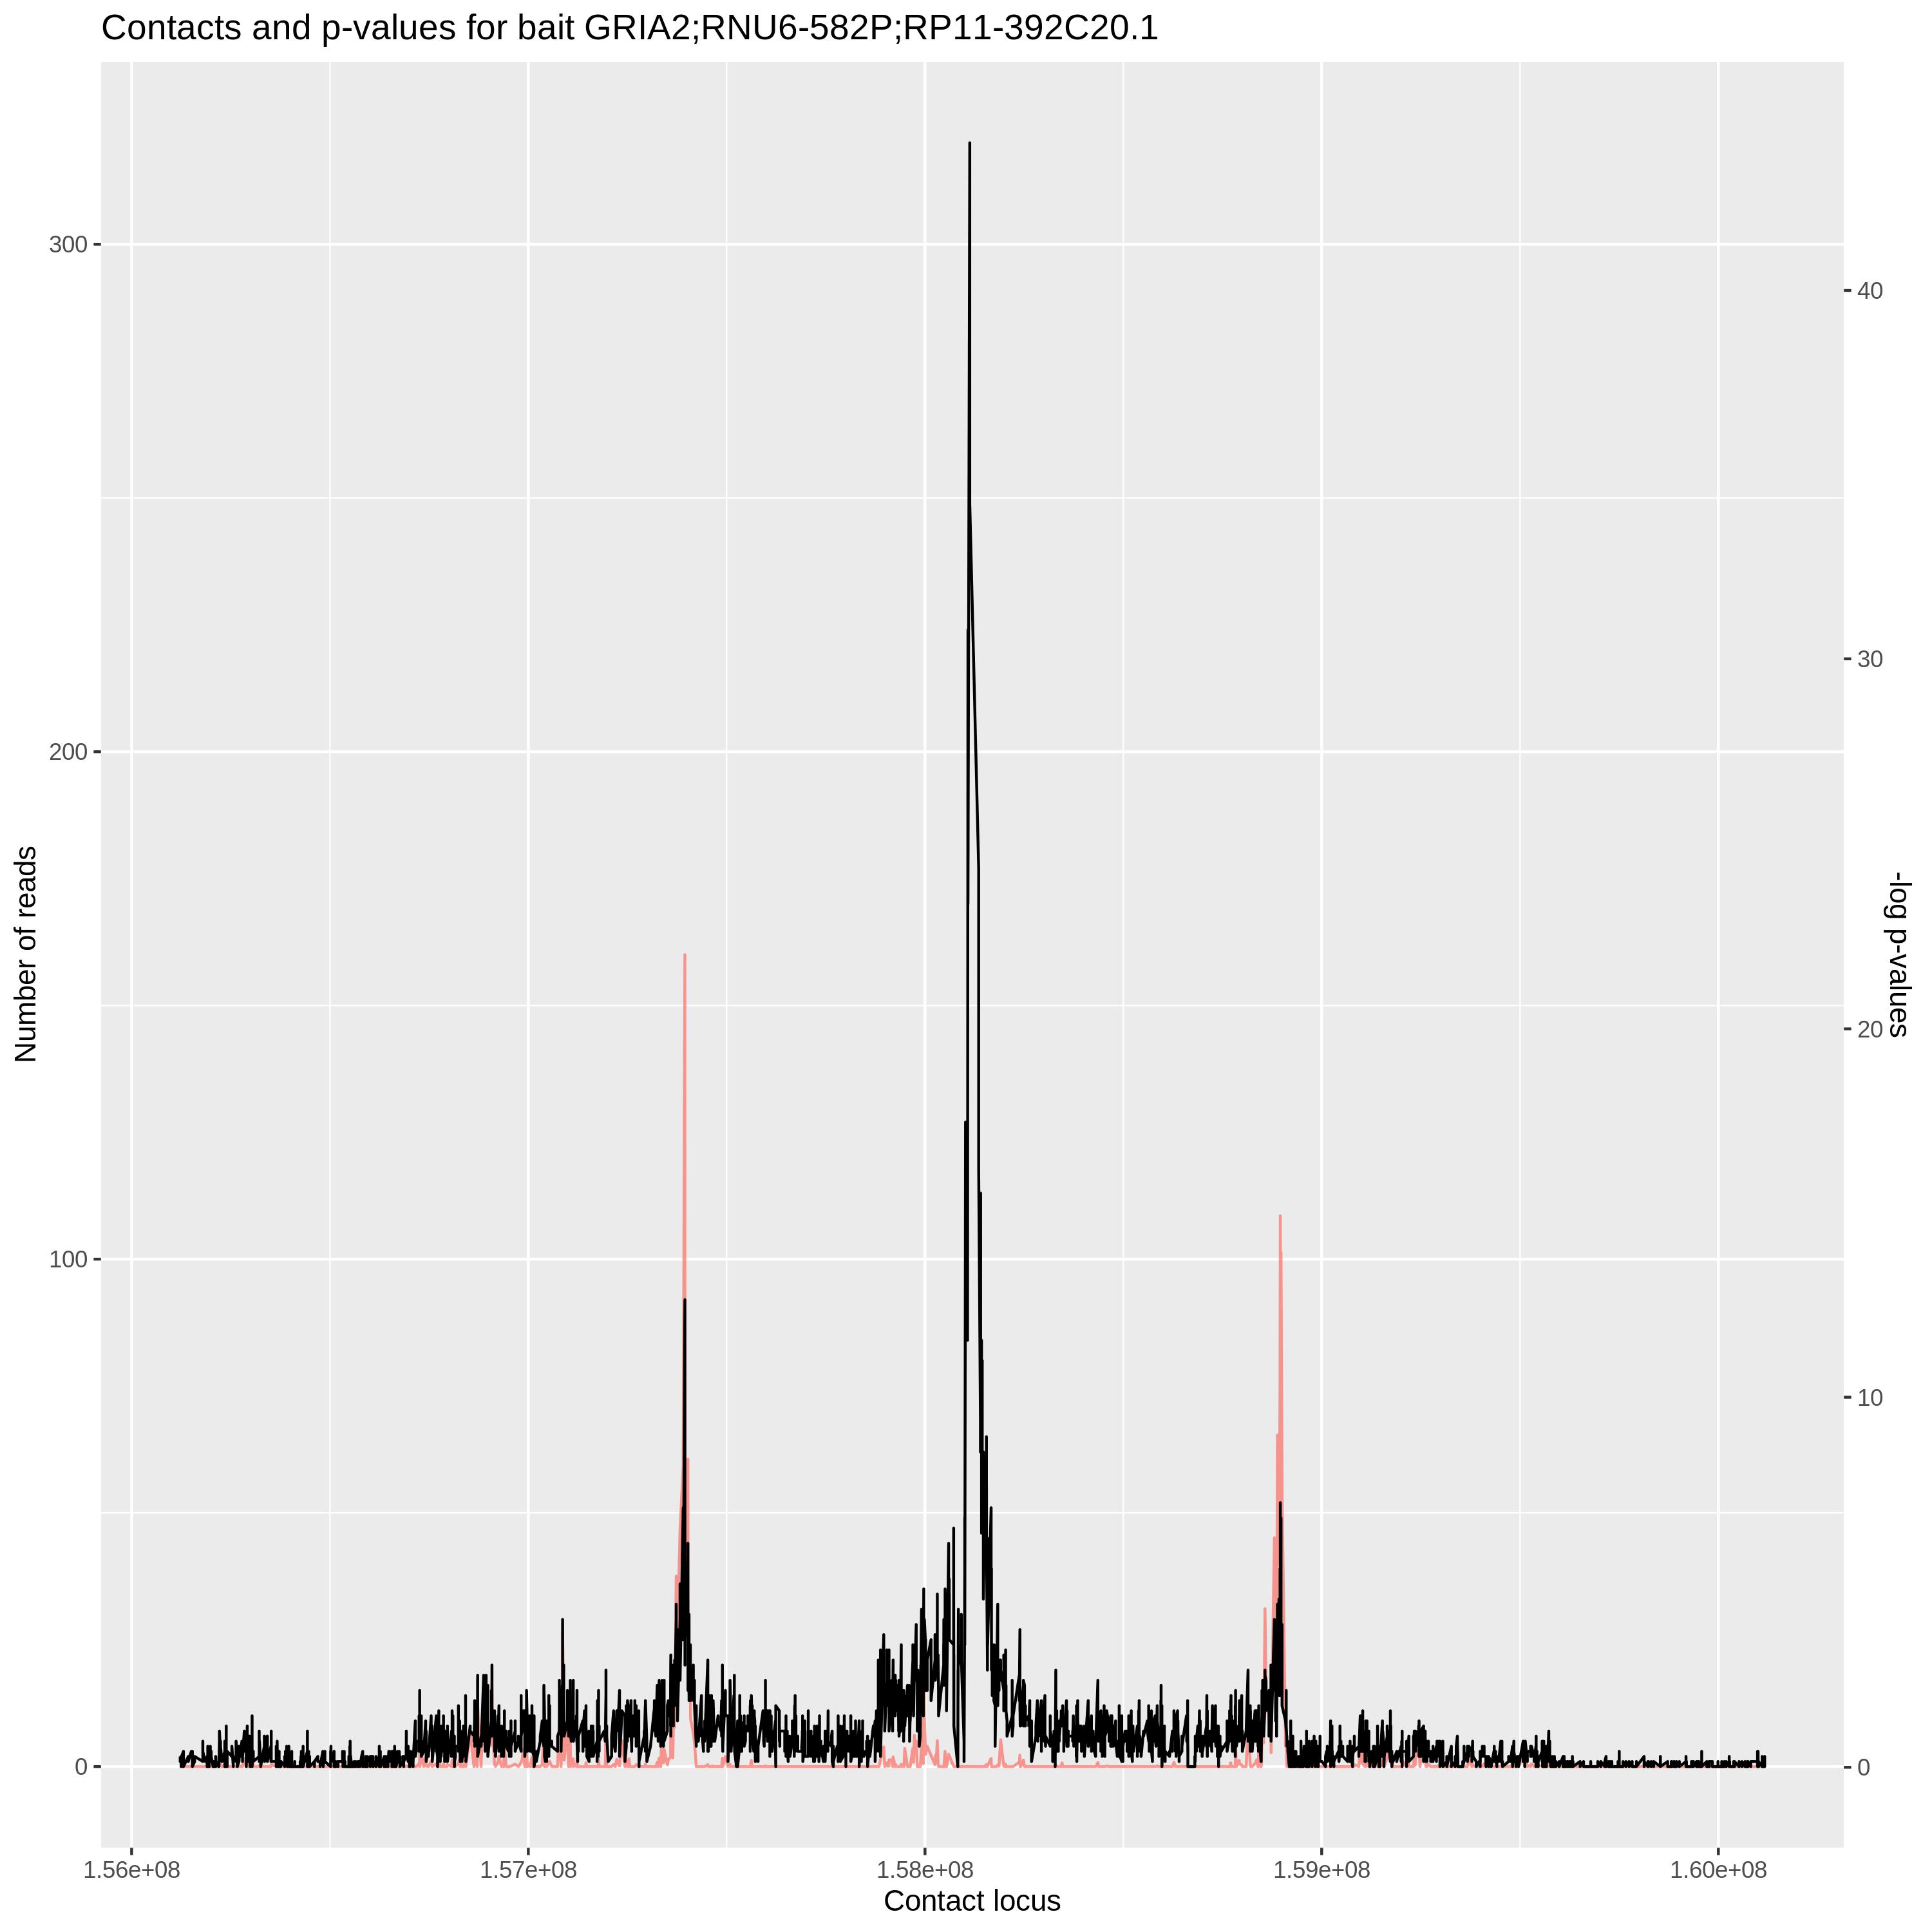 Contacts and p-values for bait GRIA2;RNU6-582P;RP11-392C20.1
300
200
100
0
Number of reads
40
30
20
10
0
-log p-values
1.56e+08
1.57e+08
1.58e+08
1.59e+08
1.60e+08
Contact locus